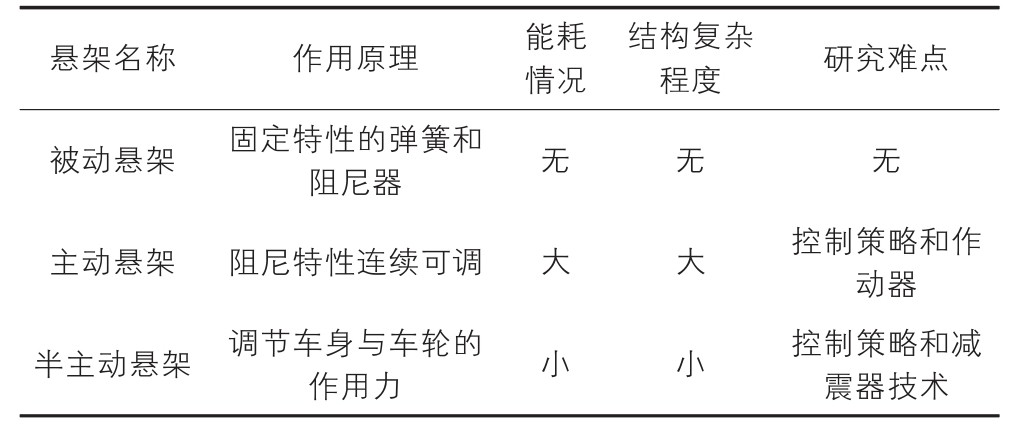 悬架名称 作用原理 能耗情况 结构复杂程度 研究难点
被动悬架 固定特性的弹簧和阻尼器 无 无 无
主动悬架 阻尼特性连续可调 大 大 控制策略和作动器
半主动悬架 调节车身与车轮的作用力 小 小 控制策略和减震器技术